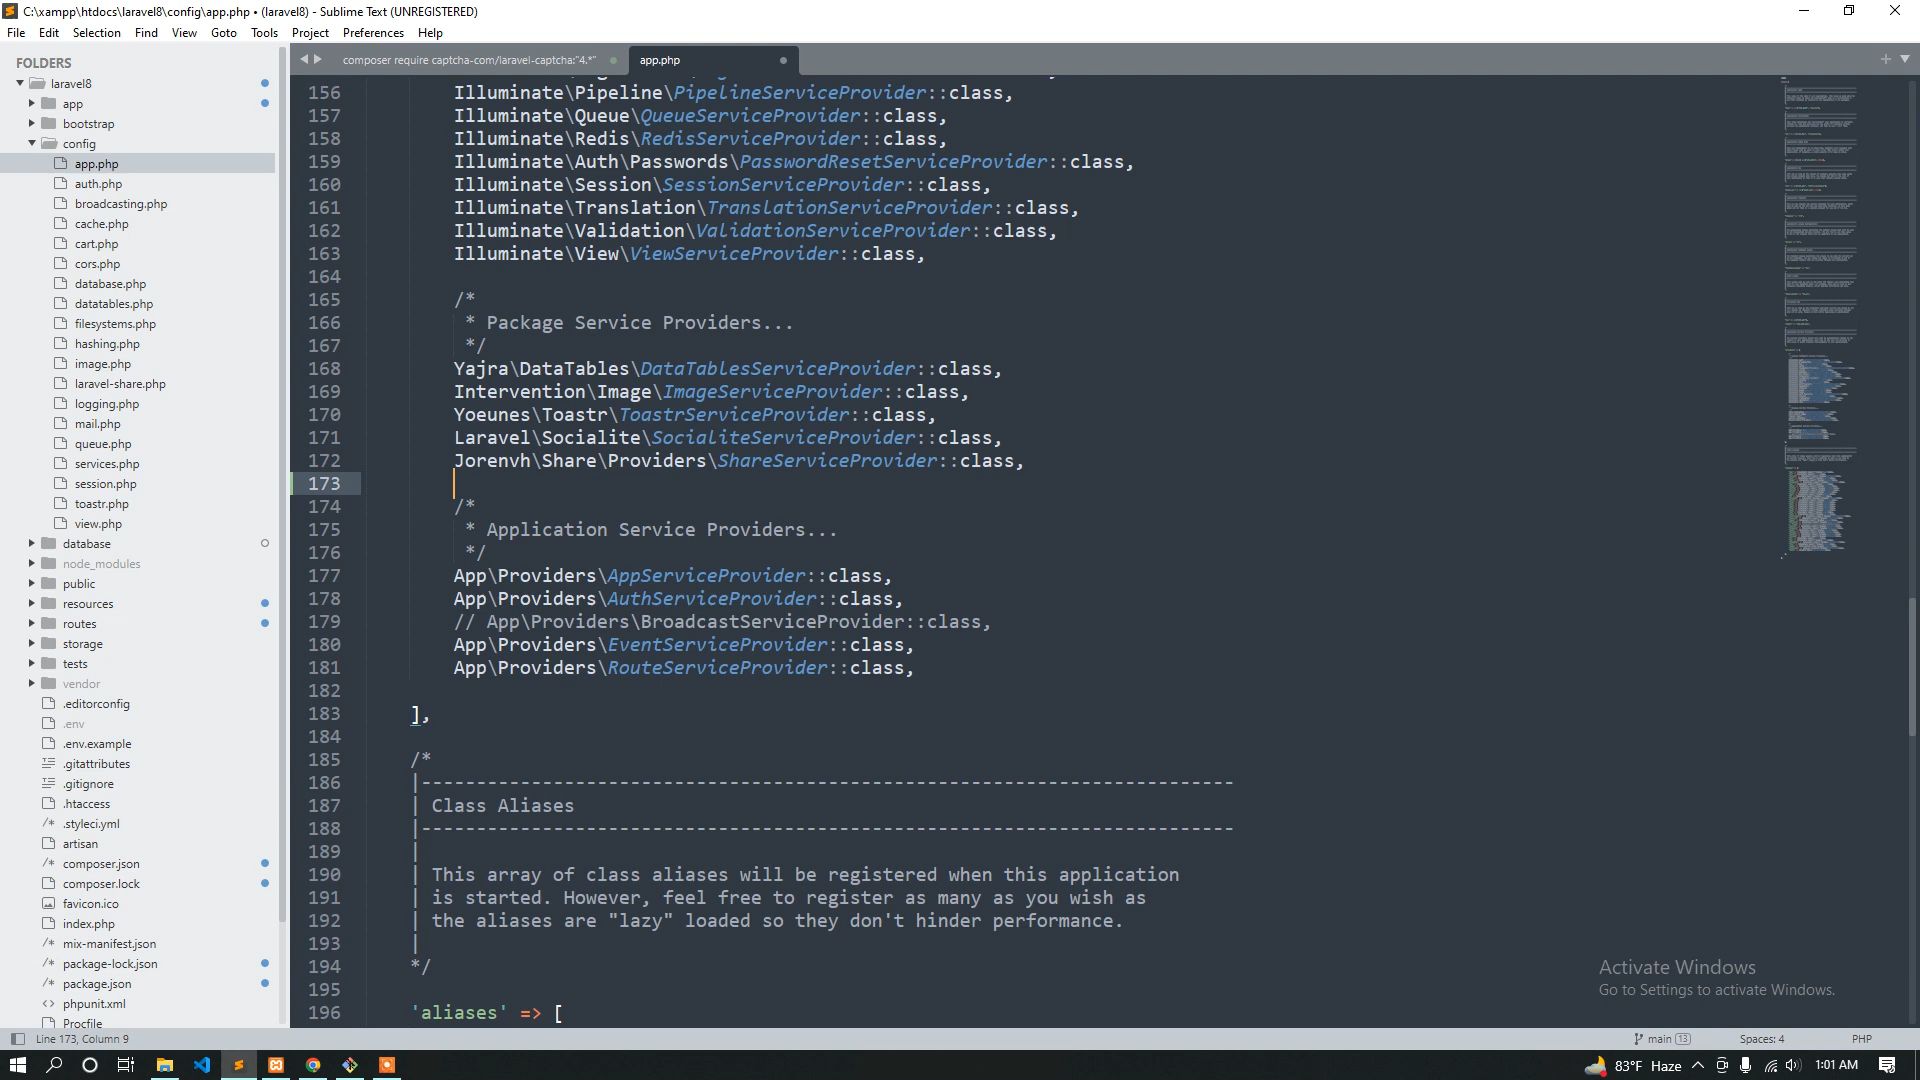 C:\xampp\htdocs\laravel8\config\app.php • (laravel8) - Sublime Text (UNREGISTERED)
File Edit Selection Find View Goto Tools Project Preferences Help
FOLDERS
laravel8
app
bootstrap
config
app.php
auth.php
broadcasting.php
cache.php
cart.php
cors.php
database.php
datatables.php
filesystems.php
hashing.php
image.php
laravel-share.php
logging.php
mail.php
queue.php
services.php
session.php
toastr.php
view.php
database
node_modules
public
resources
routes
storage
tests
vendor
.editorconfig
.env
.env.example
.gitattributes
.gitignore
.htaccess
.styleci.yml
artisan
composer.json
composer.lock
favicon.ico
index.php
mix-manifest.json
package-lock.json
package.json
phpunit.xml
Procfile
composer require captcha-com/laravel-captcha:"4.*" app.php
156 Illuminate\Pipeline\PipelineServiceProvider::class,
157 Illuminate\Queue\QueueServiceProvider::class,
158 Illuminate\Redis\RedisServiceProvider::class,
159 Illuminate\Auth\Passwords\PasswordResetServiceProvider::class,
160 Illuminate\Session\SessionServiceProvider::class,
161 Illuminate\Translation\TranslationServiceProvider::class,
162 Illuminate\Validation\ValidationServiceProvider::class,
163 Illuminate\View\ViewServiceProvider::class,
164
165 /*
166 * Package Service Providers...
167 */
168 Yajra\DataTables\DataTablesServiceProvider::class,
169 Intervention\Image\ImageServiceProvider::class,
170 Yoeunes\Toastr\ToastrServiceProvider::class,
171 Laravel\Socialite\SocialiteServiceProvider::class,
172 Jorenvh\Share\Providers\ShareServiceProvider::class,
173
174 /*
175 * Application Service Providers...
176 */
177 App\Providers\AppServiceProvider::class,
178 App\Providers\AuthServiceProvider::class,
179 // App\Providers\BroadcastServiceProvider::class,
180 App\Providers\EventServiceProvider::class,
181 App\Providers\RouteServiceProvider::class,
182
183 ],
184
185 /*
186 |--------------------------------------------------------------------------
187 | Class Aliases
188 |--------------------------------------------------------------------------
189 |
190 | This array of class aliases will be registered when this application
191 | is started. However, feel free to register as many as you wish as
192 | the aliases are "lazy" loaded so they don't hinder performance.
193 |
194 */
195
196 'aliases' => [
Activate Windows
Go to Settings to activate Windows.
Line 173, Column 9 main 13 Spaces: 4 PHP
83°F Haze 1:01 AM